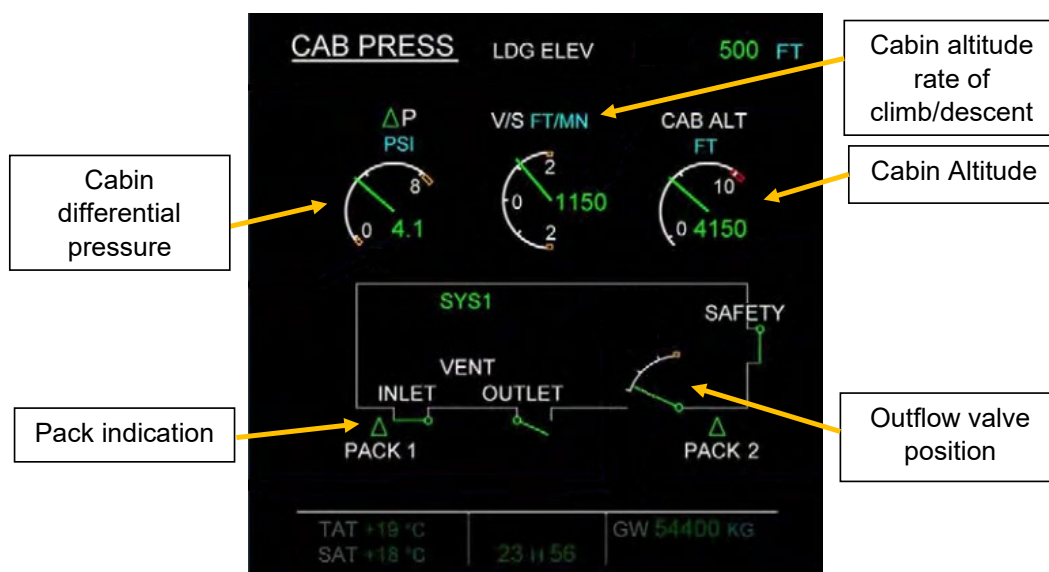 CAB PRESS LDG ELEV 500 FT
Cabin altitude
rate of
climb/descent
ΔP V/S FT/MN CAB ALT
PSI FT
Cabin Altitude
Cabin
differential
pressure
8 2 10
0 1150
0 4.1 2 0 4150
SYS1
SAFETY
VENT
INLET OUTLET
Pack indication
Δ Δ
PACK 1 PACK 2
Outflow valve
position
TAT +19 °C GW 54400 KG
SAT +18 °C 23 H 56